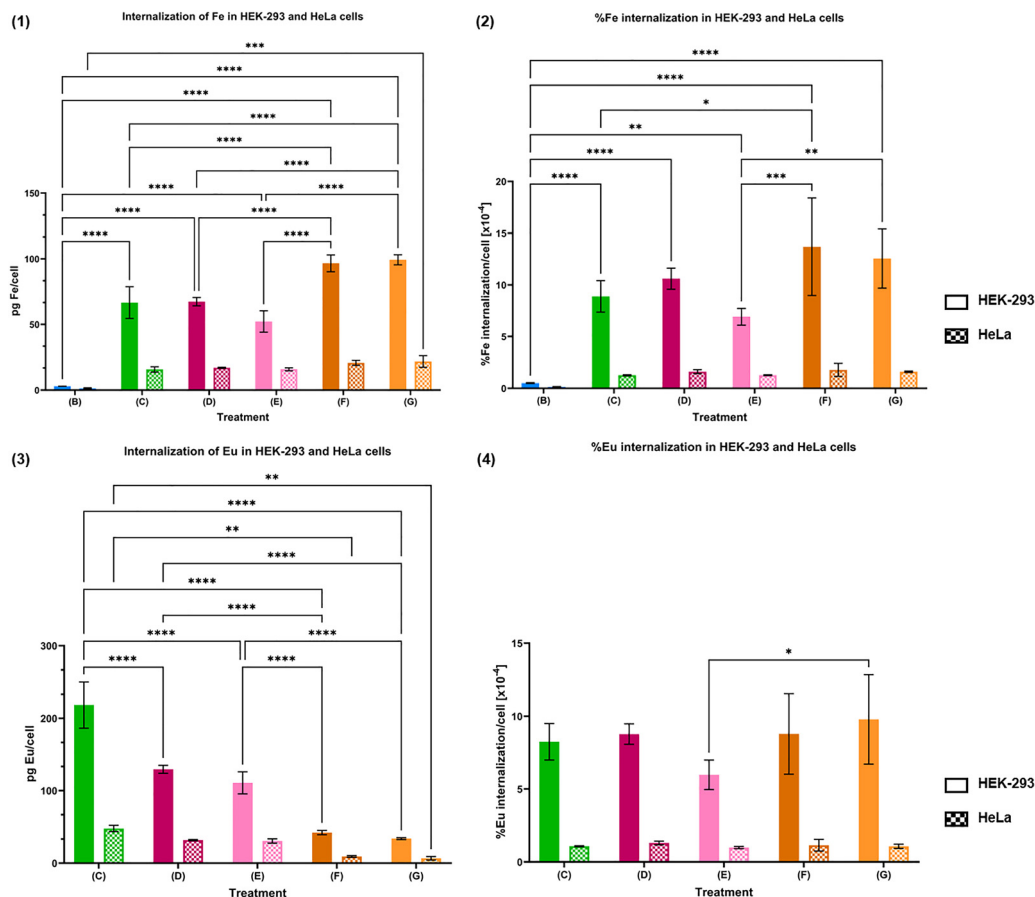 (1)
Internalization of Fe in HEK-293 and HeLa cells
***
****
****
****
****
****
****
****
****
****
****
****
pg Fe/cell
150
100
50
0
(B)
(C)
(D)
(E)
(F)
(G)
Treatment
(2)
%Fe internalization in HEK-293 and HeLa cells
****
****
*
**
****
**
****
***
%Fe internalization/cell [x10⁻⁴]
20
15
10
5
0
(B)
(C)
(D)
(E)
(F)
(G)
Treatment
HEK-293
HeLa
(3)
Internalization of Eu in HEK-293 and HeLa cells
**
****
**
****
****
****
****
****
****
****
pg Eu/cell
300
200
100
0
(C)
(D)
(E)
(F)
(G)
Treatment
(4)
%Eu internalization in HEK-293 and HeLa cells
*
%Eu internalization/cell [x10⁻⁴]
15
10
5
0
(C)
(D)
(E)
(F)
(G)
Treatment
HEK-293
HeLa